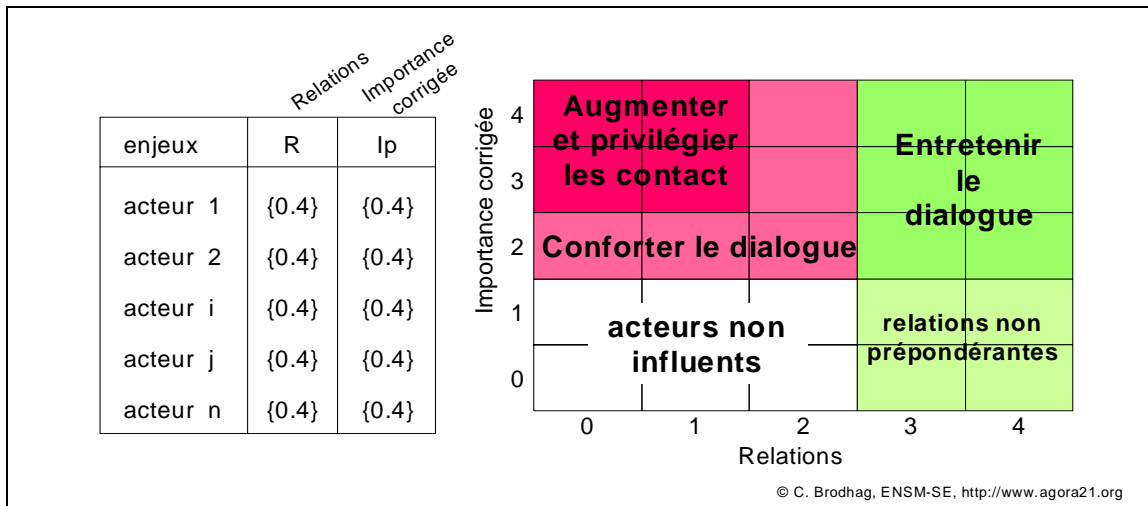 Relations
Importance
corrigée
enjeux R Ip
acteur 1 {0.4} {0.4}
acteur 2 {0.4} {0.4}
acteur i {0.4} {0.4}
acteur j {0.4} {0.4}
acteur n {0.4} {0.4}
Importance corrigée
4
3
2
1
0
Augmenter
et privilégier
les contact
Conforter le dialogue
Entretenir
le
dialogue
acteurs non
influents
relations non
prépondérantes
0 1 2 3 4
Relations
© C. Brodhag, ENSM-SE, http://www.agora21.org